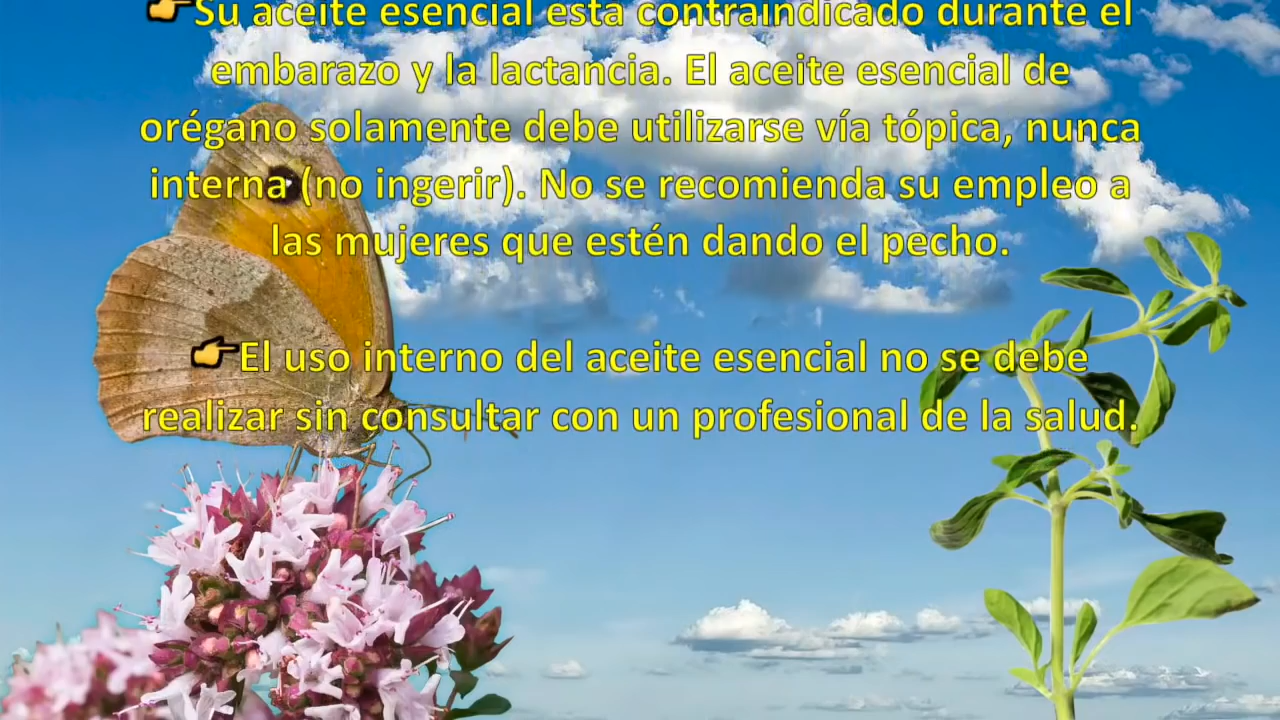 👉Su aceite esencial está contraindicado durante el
embarazo y la lactancia. El aceite esencial de
orégano solamente debe utilizarse vía tópica, nunca
interna (no ingerir). No se recomienda su empleo a
las mujeres que estén dando el pecho.
👉El uso interno del aceite esencial no se debe
realizar sin consultar con un profesional de la salud.